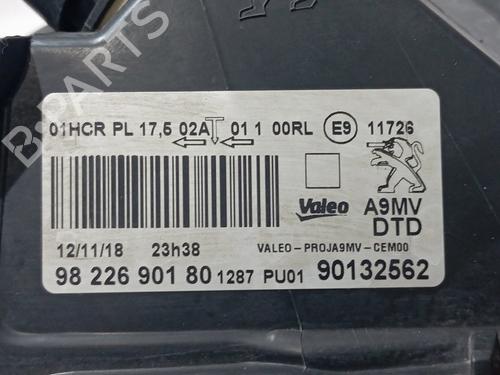 01HCR PL 17,5 02A 01 1 00RL E9 11726
Valeo A9MV
DTD
12/11/18 23h38 VALEO-PROJA9MV-CEM00
98 226 901 80 1287 PU01 90132562